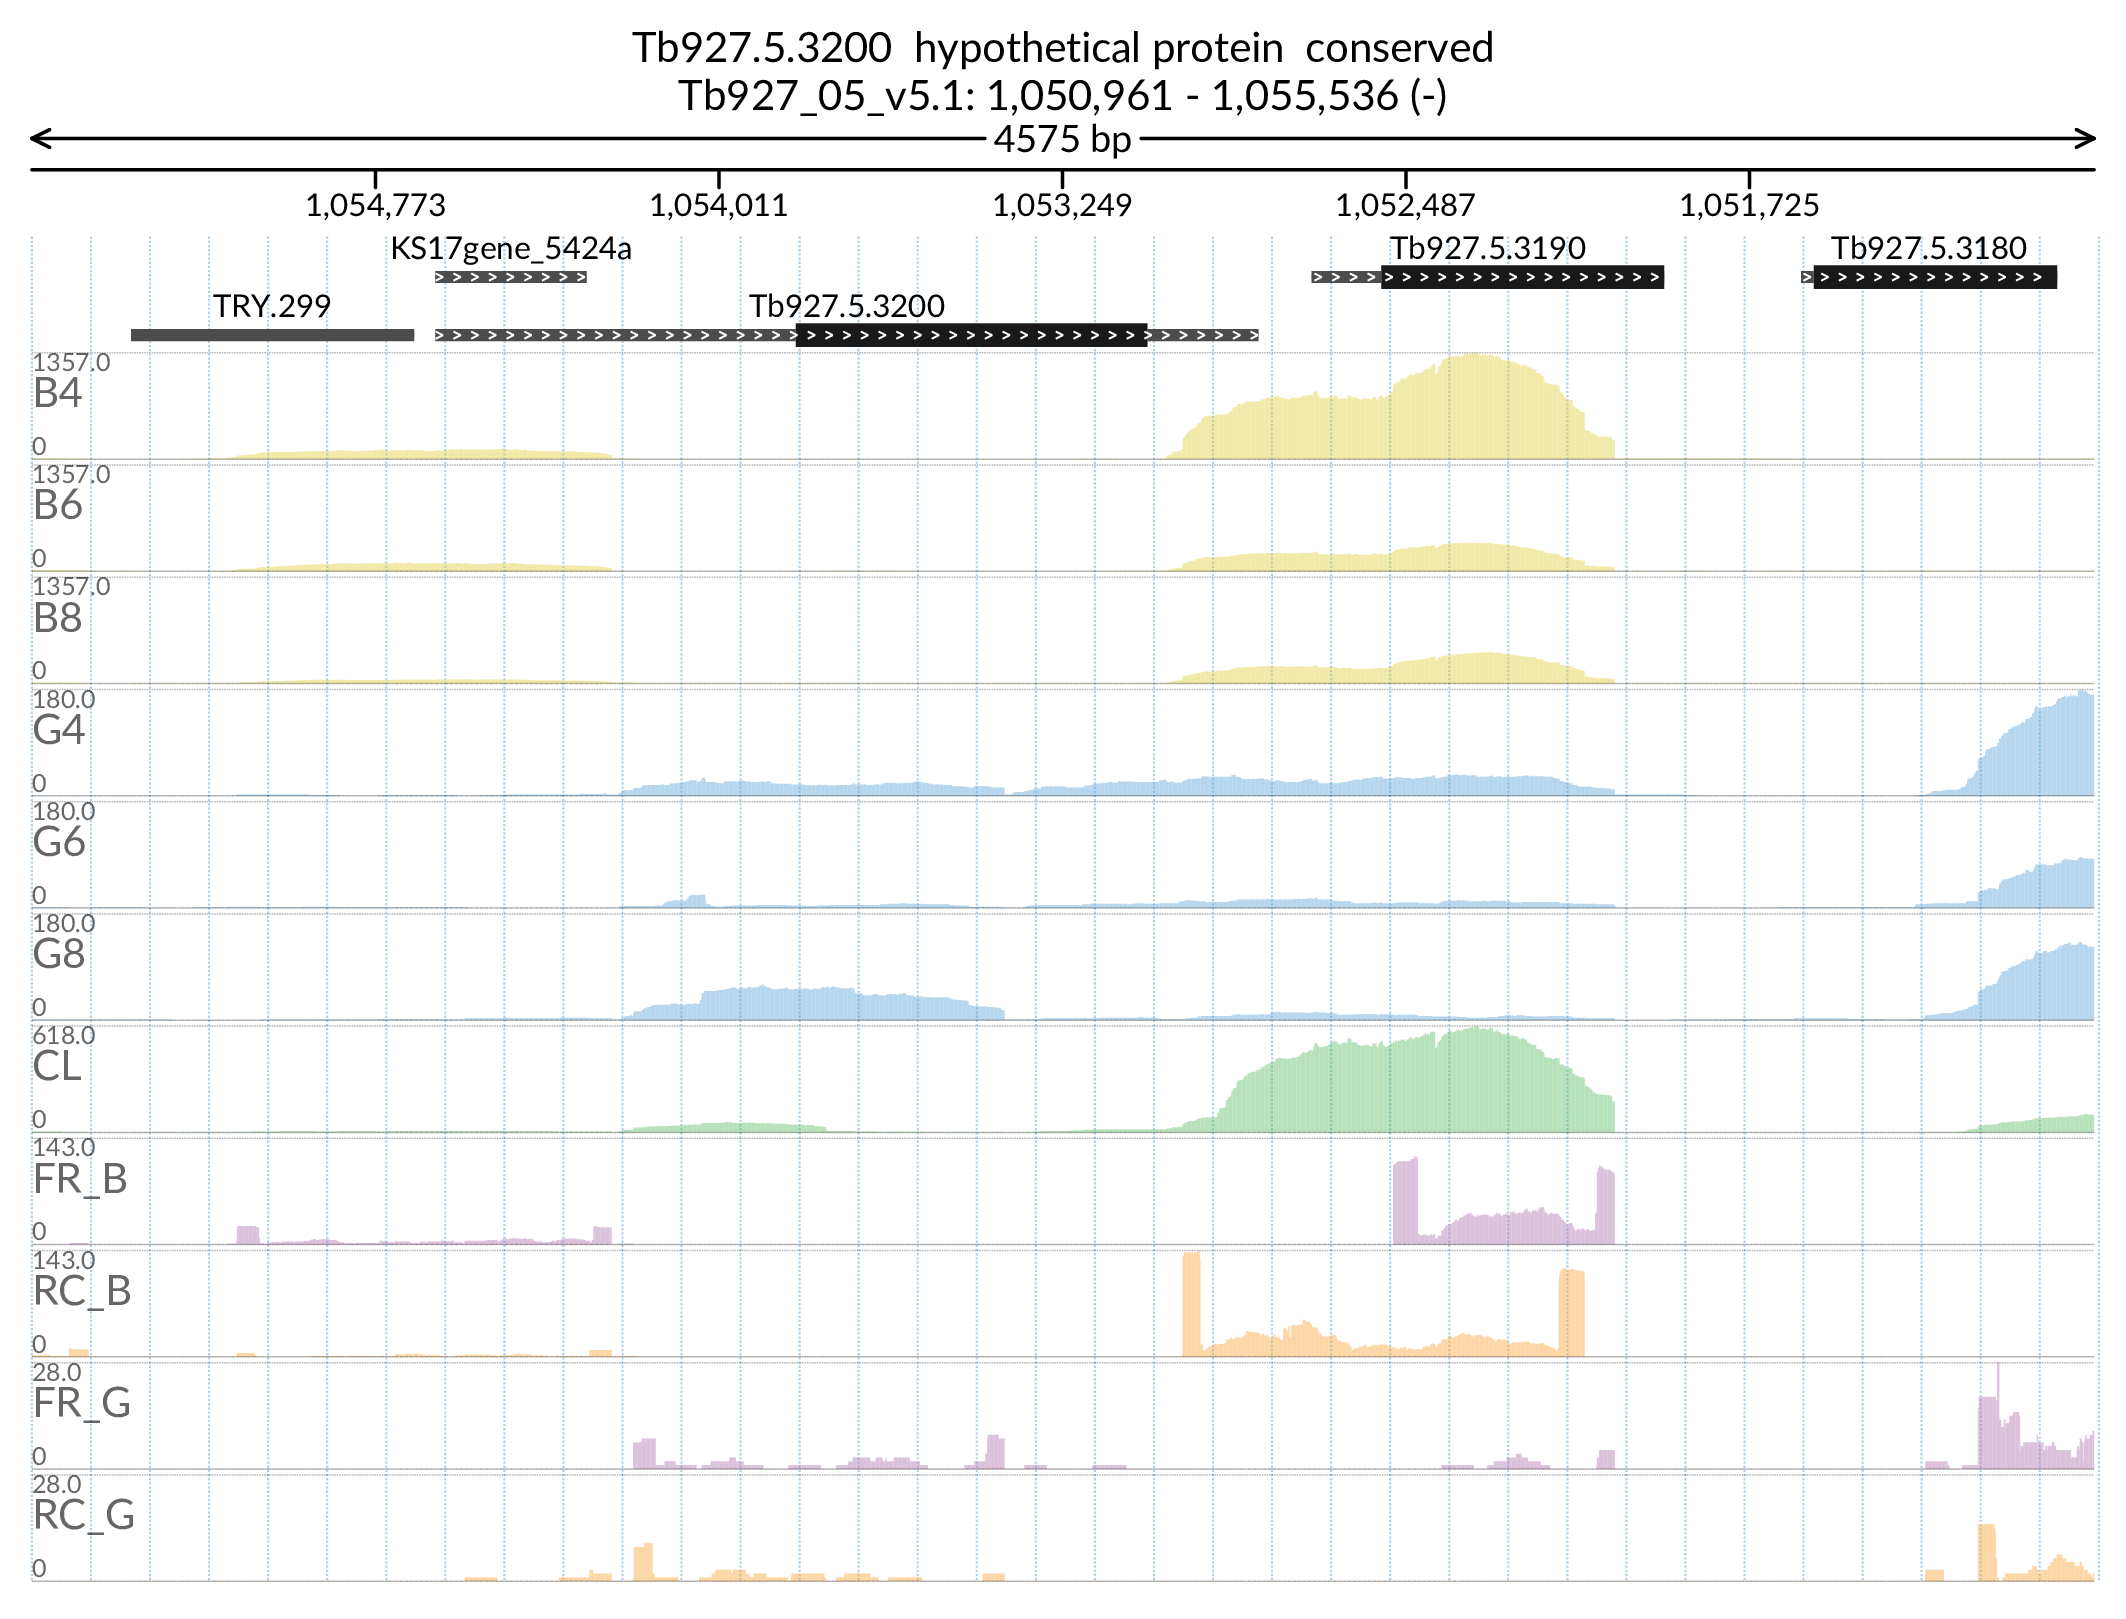 Tb927.5.3200 hypothetical protein conserved
Tb927_05_v5.1: 1,050,961 - 1,055,536 (-)
4575 bp
1,054,773 1,054,011 1,053,249 1,052,487 1,051,725
KS17gene_5424a Tb927.5.3190 Tb927.5.3180
TRY.299 Tb927.5.3200
1357.0
B4
0
1357.0
B6
0
1357.0
B8
0
180.0
G4
0
180.0
G6
0
180.0
G8
0
618.0
CL
0
143.0
FR_B
0
143.0
RC_B
0
28.0
FR_G
0
28.0
RC_G
0